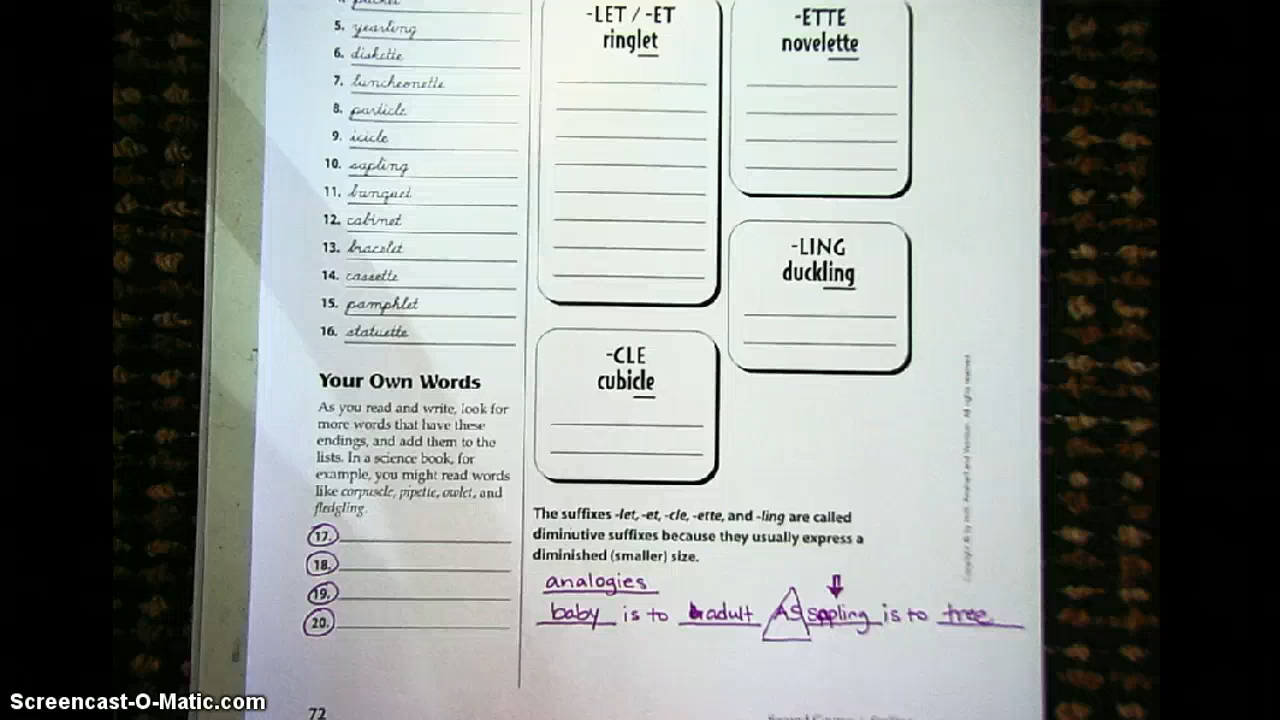 5. yearling
6. diskette
7. luncheonette
8. particle
9. icicle
10. sapling
11. banquet
12. cabinet
13. bracelet
14. cassette
15. pamphlet
16. statuette
Your Own Words
As you read and write, look for
more words that have these
endings, and add them to the
lists. In a science book, for
example, you might read words
like corpuscle, pipette, owlet, and
fledgling.
17.
18.
19.
20.
72
-LET / -ET
ringlet
-ETTE
novelette
-LING
duckling
-CLE
cubicle
The suffixes -let, -et, -cle, -ette, and -ling are called
diminutive suffixes because they usually express a
diminished (smaller) size.
analogies
baby is to adult AS sapling is to tree
Screencast-O-Matic.com